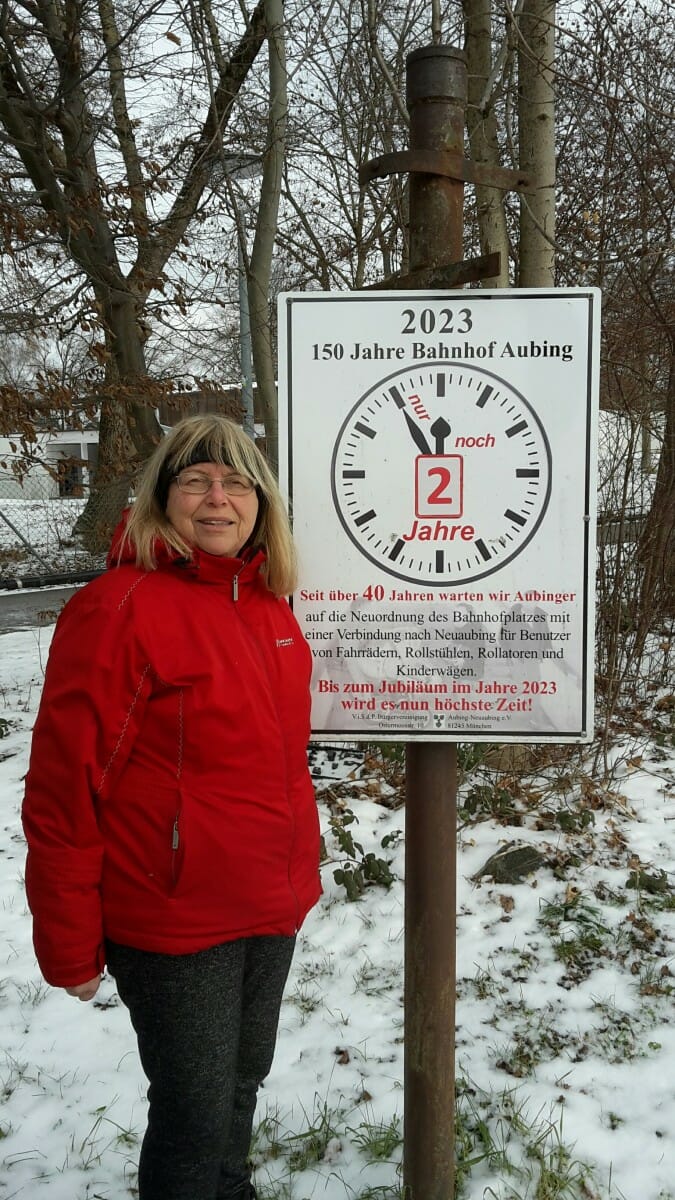 2023
150 Jahre Bahnhof Aubing
nur
noch
2
Jahre
Seit über 40 Jahren warten wir Aubinger
auf die Neuordnung des Bahnhofplatzes mit
einer Verbindung nach Neuaubing für Benutzer
von Fahrrädern, Rollstühlen, Rollatoren und
Kinderwägen.
Bis zum Jubiläum im Jahre 2023
wird es nun höchste Zeit!
V.i.S.d.P. Bürgervereinigung Aubing-Neuaubing e.V.
81245 München